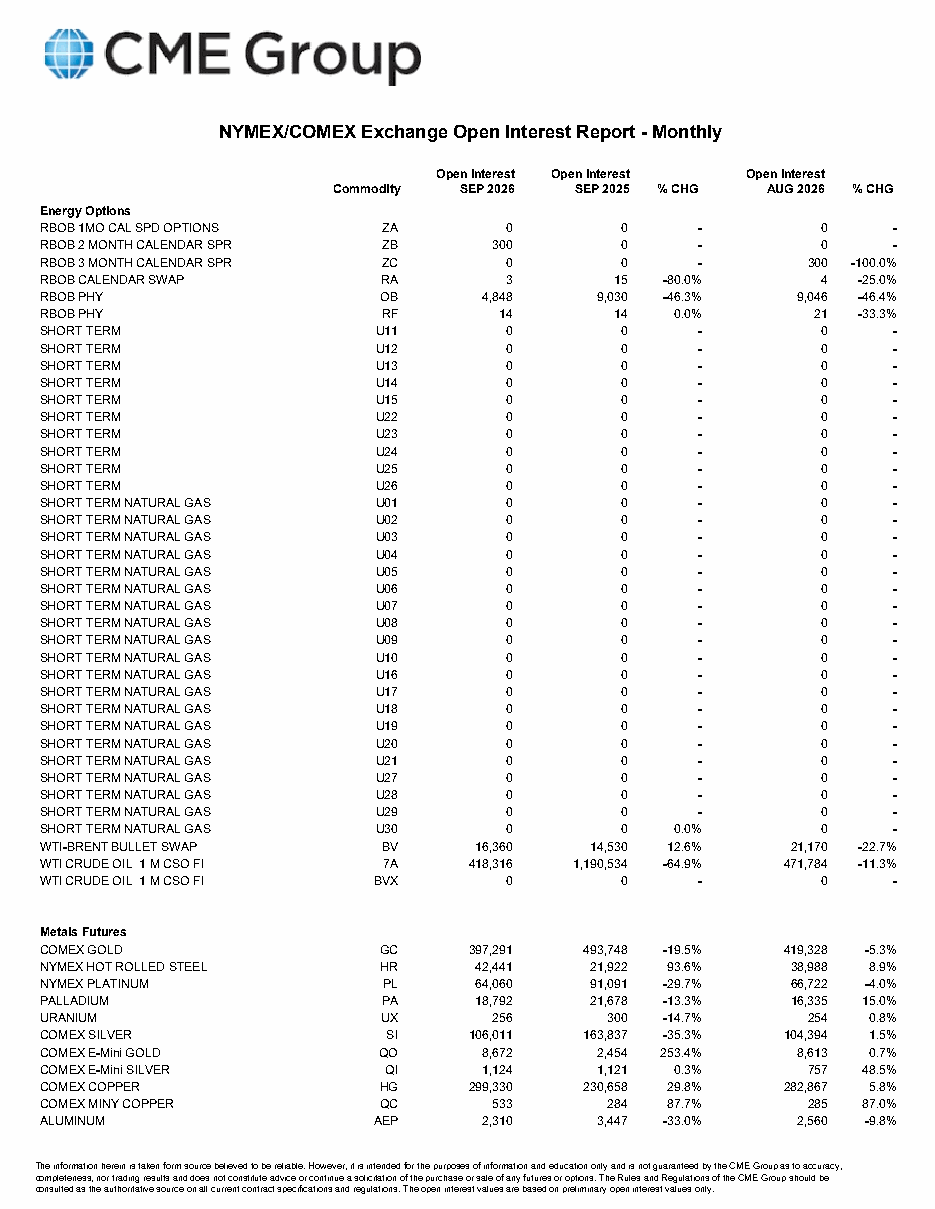 CME Group
NYMEX/COMEX Exchange Open Interest Report - Monthly
Open Interest Open Interest Open Interest
Commodity SEP 2026 SEP 2025 % CHG AUG 2026 % CHG
Energy Options
RBOB 1MO CAL SPD OPTIONS ZA 0 0 - 0 -
RBOB 2 MONTH CALENDAR SPR ZB 300 0 - 0 -
RBOB 3 MONTH CALENDAR SPR ZC 0 0 - 300 -100.0%
RBOB CALENDAR SWAP RA 3 15 -80.0% 4 -25.0%
RBOB PHY OB 4,848 9,030 -46.3% 9,046 -46.4%
RBOB PHY RF 14 14 0.0% 21 -33.3%
SHORT TERM U11 0 0 - 0 -
SHORT TERM U12 0 0 - 0 -
SHORT TERM U13 0 0 - 0 -
SHORT TERM U14 0 0 - 0 -
SHORT TERM U15 0 0 - 0 -
SHORT TERM U22 0 0 - 0 -
SHORT TERM U23 0 0 - 0 -
SHORT TERM U24 0 0 - 0 -
SHORT TERM U25 0 0 - 0 -
SHORT TERM U26 0 0 - 0 -
SHORT TERM NATURAL GAS U01 0 0 - 0 -
SHORT TERM NATURAL GAS U02 0 0 - 0 -
SHORT TERM NATURAL GAS U03 0 0 - 0 -
SHORT TERM NATURAL GAS U04 0 0 - 0 -
SHORT TERM NATURAL GAS U05 0 0 - 0 -
SHORT TERM NATURAL GAS U06 0 0 - 0 -
SHORT TERM NATURAL GAS U07 0 0 - 0 -
SHORT TERM NATURAL GAS U08 0 0 - 0 -
SHORT TERM NATURAL GAS U09 0 0 - 0 -
SHORT TERM NATURAL GAS U10 0 0 - 0 -
SHORT TERM NATURAL GAS U16 0 0 - 0 -
SHORT TERM NATURAL GAS U17 0 0 - 0 -
SHORT TERM NATURAL GAS U18 0 0 - 0 -
SHORT TERM NATURAL GAS U19 0 0 - 0 -
SHORT TERM NATURAL GAS U20 0 0 - 0 -
SHORT TERM NATURAL GAS U21 0 0 - 0 -
SHORT TERM NATURAL GAS U27 0 0 - 0 -
SHORT TERM NATURAL GAS U28 0 0 - 0 -
SHORT TERM NATURAL GAS U29 0 0 - 0 -
SHORT TERM NATURAL GAS U30 0 0 0.0% 0 -
WTI-BRENT BULLET SWAP BV 16,360 14,530 12.6% 21,170 -22.7%
WTI CRUDE OIL 1 M CSO FI 7A 418,316 1,190,534 -64.9% 471,784 -11.3%
WTI CRUDE OIL 1 M CSO FI BVX 0 0 - 0 -
Metals Futures
COMEX GOLD GC 397,291 493,748 -19.5% 419,328 -5.3%
NYMEX HOT ROLLED STEEL HR 42,441 21,922 93.6% 38,988 8.9%
NYMEX PLATINUM PL 64,060 91,091 -29.7% 66,722 -4.0%
PALLADIUM PA 18,792 21,678 -13.3% 16,335 15.0%
URANIUM UX 256 300 -14.7% 254 0.8%
COMEX SILVER SI 106,011 163,837 -35.3% 104,394 1.5%
COMEX E-Mini GOLD QO 8,672 2,454 253.4% 8,613 0.7%
COMEX E-Mini SILVER QI 1,124 1,121 0.3% 757 48.5%
COMEX COPPER HG 299,330 230,658 29.8% 282,867 5.8%
COMEX MINY COPPER QC 533 284 87.7% 285 87.0%
ALUMINUM AEP 2,310 3,447 -33.0% 2,560 -9.8%
The information herein is taken form source believed to be reliable. However, it is intended for the purposes of information and education only and is not guaranteed by the CME Group as to accuracy,
completeness, nor trading results and does not constitute advice or continue a solicitation of the purchase or sale of any futures or options. The Rules and Regulations of the CME Group should be
consulted as the authoritative source on all current contract specifications and regulations. The open interest values are based on preliminary open interest values only.